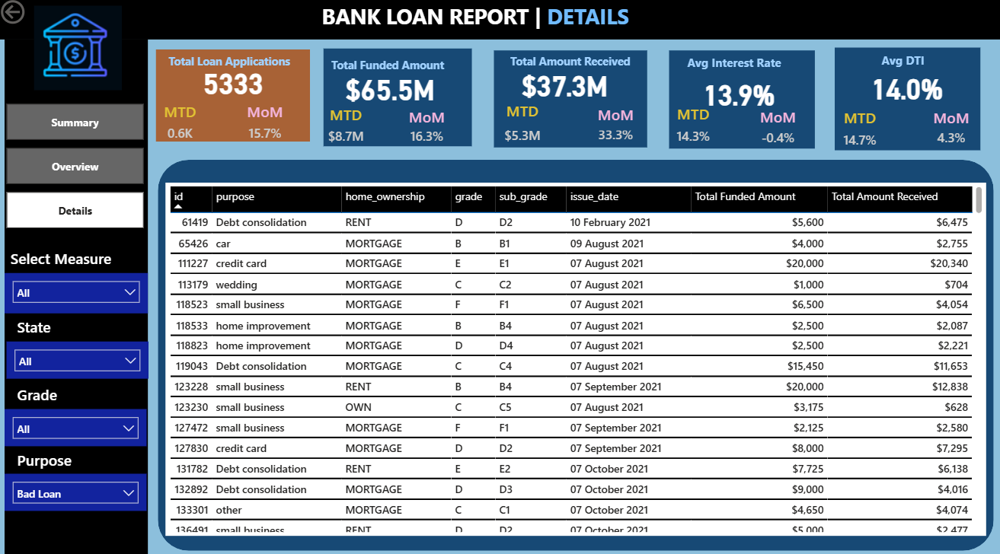 BANK LOAN REPORT | DETAILS
Total Loan Applications
5333
MTD MoM
0.6K 15.7%
Total Funded Amount
$65.5M
MTD MoM
$8.7M 16.3%
Total Amount Received
$37.3M
MTD MoM
$5.3M 33.3%
Avg Interest Rate
13.9%
MTD MoM
14.3% -0.4%
Avg DTI
14.0%
MTD MoM
14.7% 4.3%
Summary
Overview
Details
Select Measure
All
State
All
Grade
All
Purpose
Bad Loan
id purpose home_ownership grade sub_grade issue_date Total Funded Amount Total Amount Received
61419 Debt consolidation RENT D D2 10 February 2021 $5,600 $6,475
65426 car MORTGAGE B B1 09 August 2021 $4,000 $2,755
111227 credit card MORTGAGE E E1 07 August 2021 $20,000 $20,340
113179 wedding MORTGAGE C C2 07 August 2021 $1,000 $704
118523 small business MORTGAGE F F1 07 August 2021 $6,500 $4,054
118533 home improvement MORTGAGE B B4 07 August 2021 $2,500 $2,087
118823 home improvement MORTGAGE D D4 07 August 2021 $2,500 $2,221
119043 Debt consolidation MORTGAGE C C4 07 August 2021 $15,450 $11,653
123228 small business RENT B B4 07 September 2021 $20,000 $12,838
123230 small business OWN C C5 07 August 2021 $3,175 $628
127472 small business MORTGAGE F F1 07 September 2021 $2,125 $2,580
127830 credit card MORTGAGE D D2 07 September 2021 $8,000 $7,295
131782 Debt consolidation RENT E E2 07 October 2021 $7,725 $6,138
132892 Debt consolidation MORTGAGE D D3 07 October 2021 $9,000 $4,016
133301 other MORTGAGE C C1 07 October 2021 $4,650 $4,074
136491 small business RENT D D2 07 October 2021 $5,000 $2,477